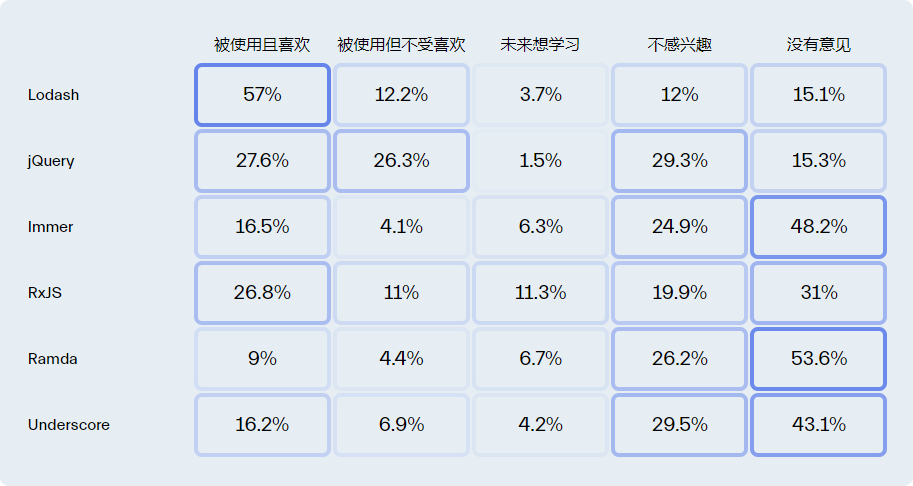 被使用且喜欢 被使用但不受喜欢 未来想学习 不感兴趣 没有意见
Lodash 57% 12.2% 3.7% 12% 15.1%
jQuery 27.6% 26.3% 1.5% 29.3% 15.3%
Immer 16.5% 4.1% 6.3% 24.9% 48.2%
RxJS 26.8% 11% 11.3% 19.9% 31%
Ramda 9% 4.4% 6.7% 26.2% 53.6%
Underscore 16.2% 6.9% 4.2% 29.5% 43.1%